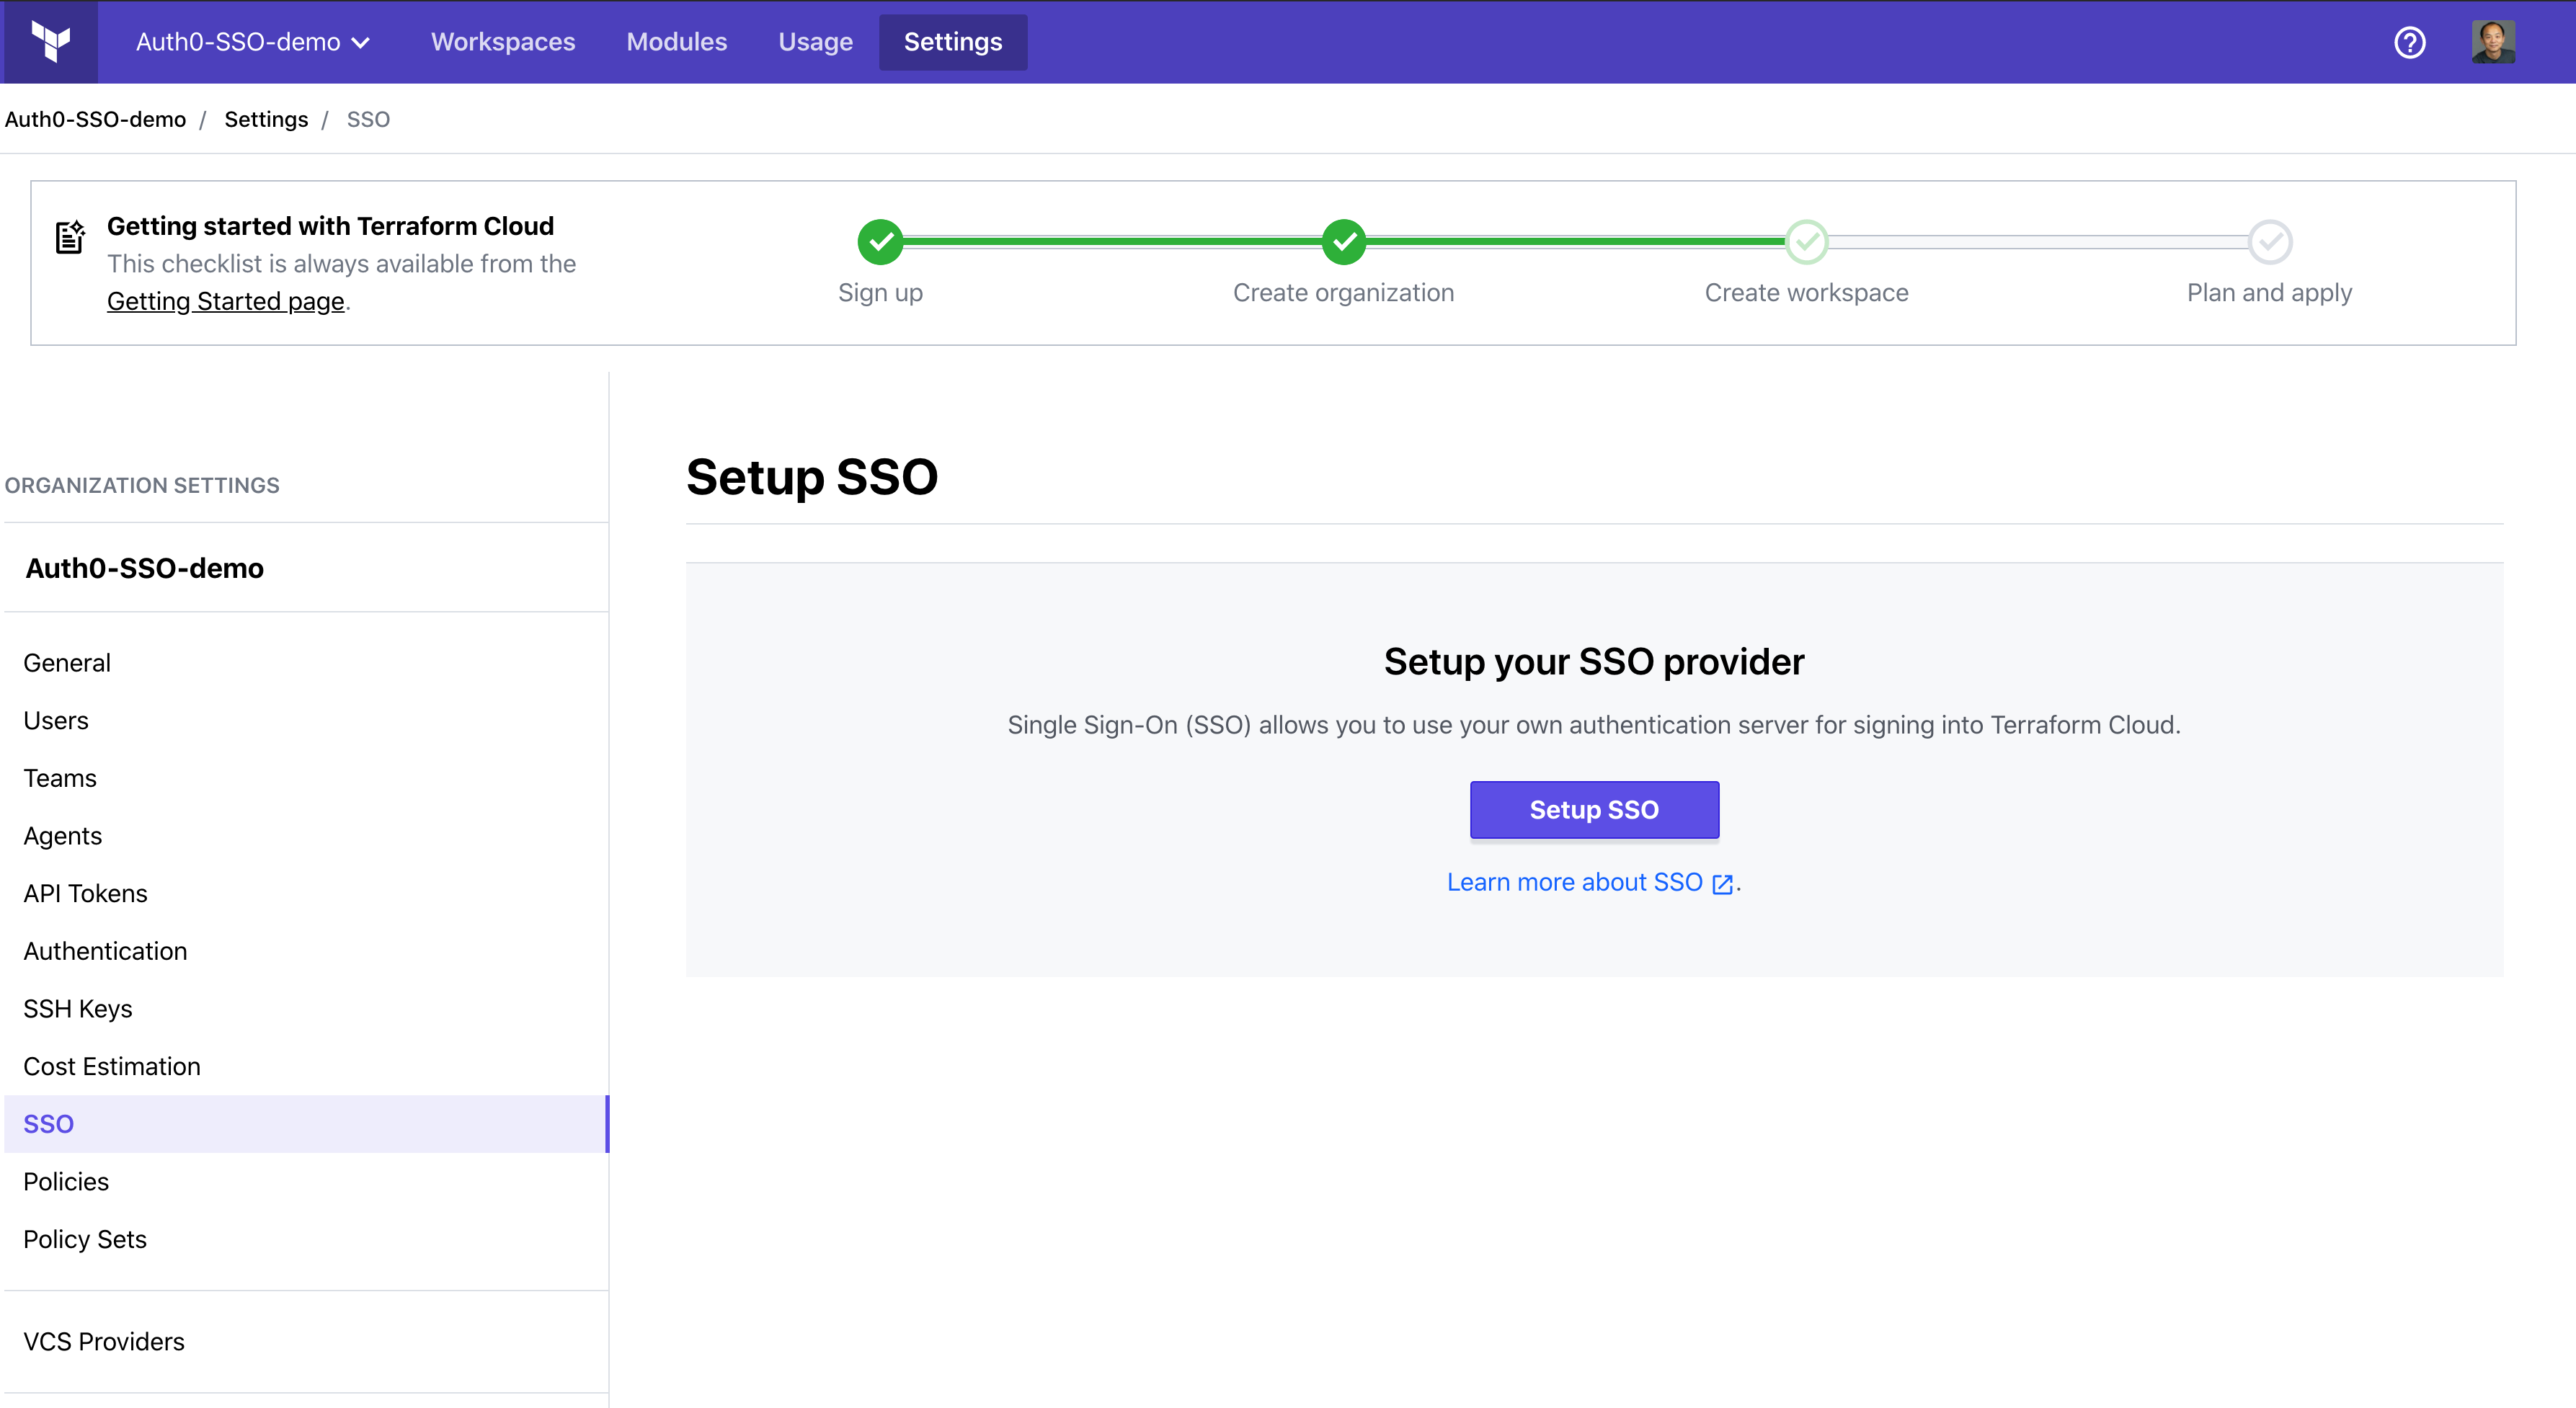 Auth0-SSO-demo Workspaces Modules Usage Settings
Auth0-SSO-demo / Settings / SSO
Getting started with Terraform Cloud
This checklist is always available from the
Getting Started page.
Sign up
Create organization
Create workspace
Plan and apply
ORGANIZATION SETTINGS
Auth0-SSO-demo
General
Users
Teams
Agents
API Tokens
Authentication
SSH Keys
Cost Estimation
SSO
Policies
Policy Sets
VCS Providers
Setup SSO
Setup your SSO provider
Single Sign-On (SSO) allows you to use your own authentication server for signing into Terraform Cloud.
Setup SSO
Learn more about SSO .